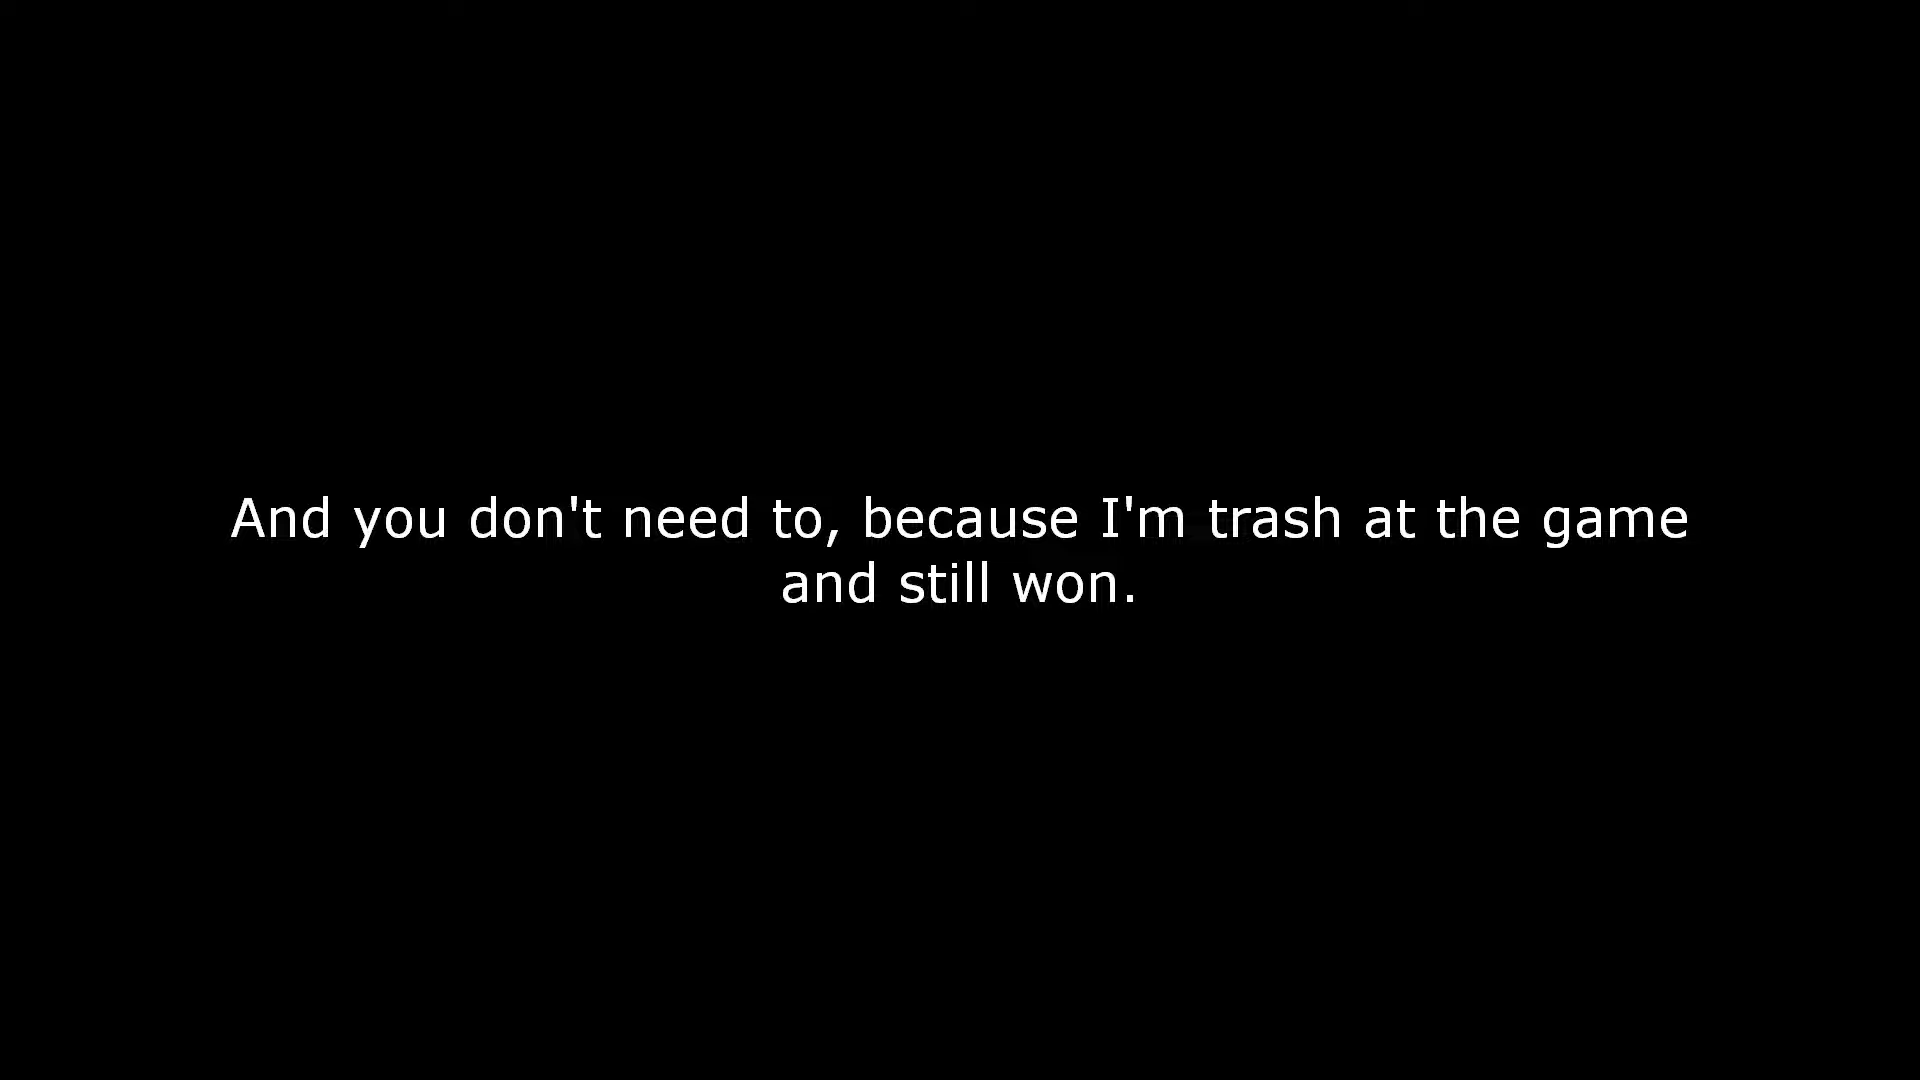 And you don't need to, because I'm trash at the game
and still won.